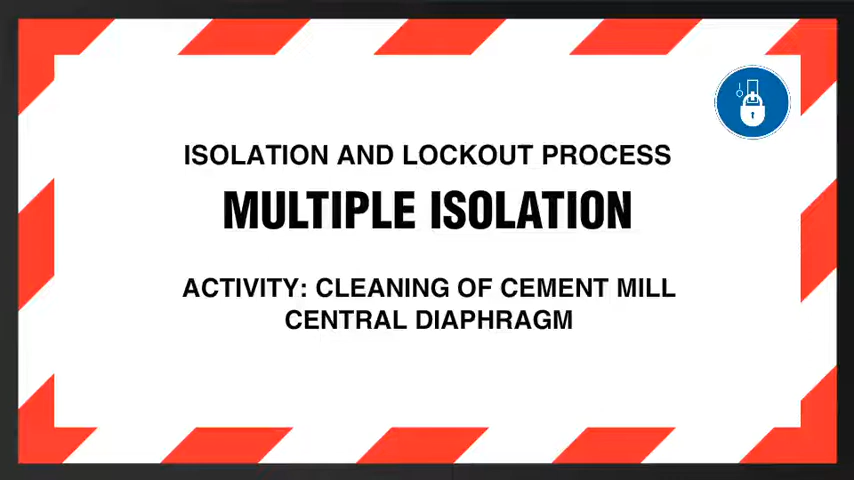 ISOLATION AND LOCKOUT PROCESS
MULTIPLE ISOLATION
ACTIVITY: CLEANING OF CEMENT MILL
CENTRAL DIAPHRAGM